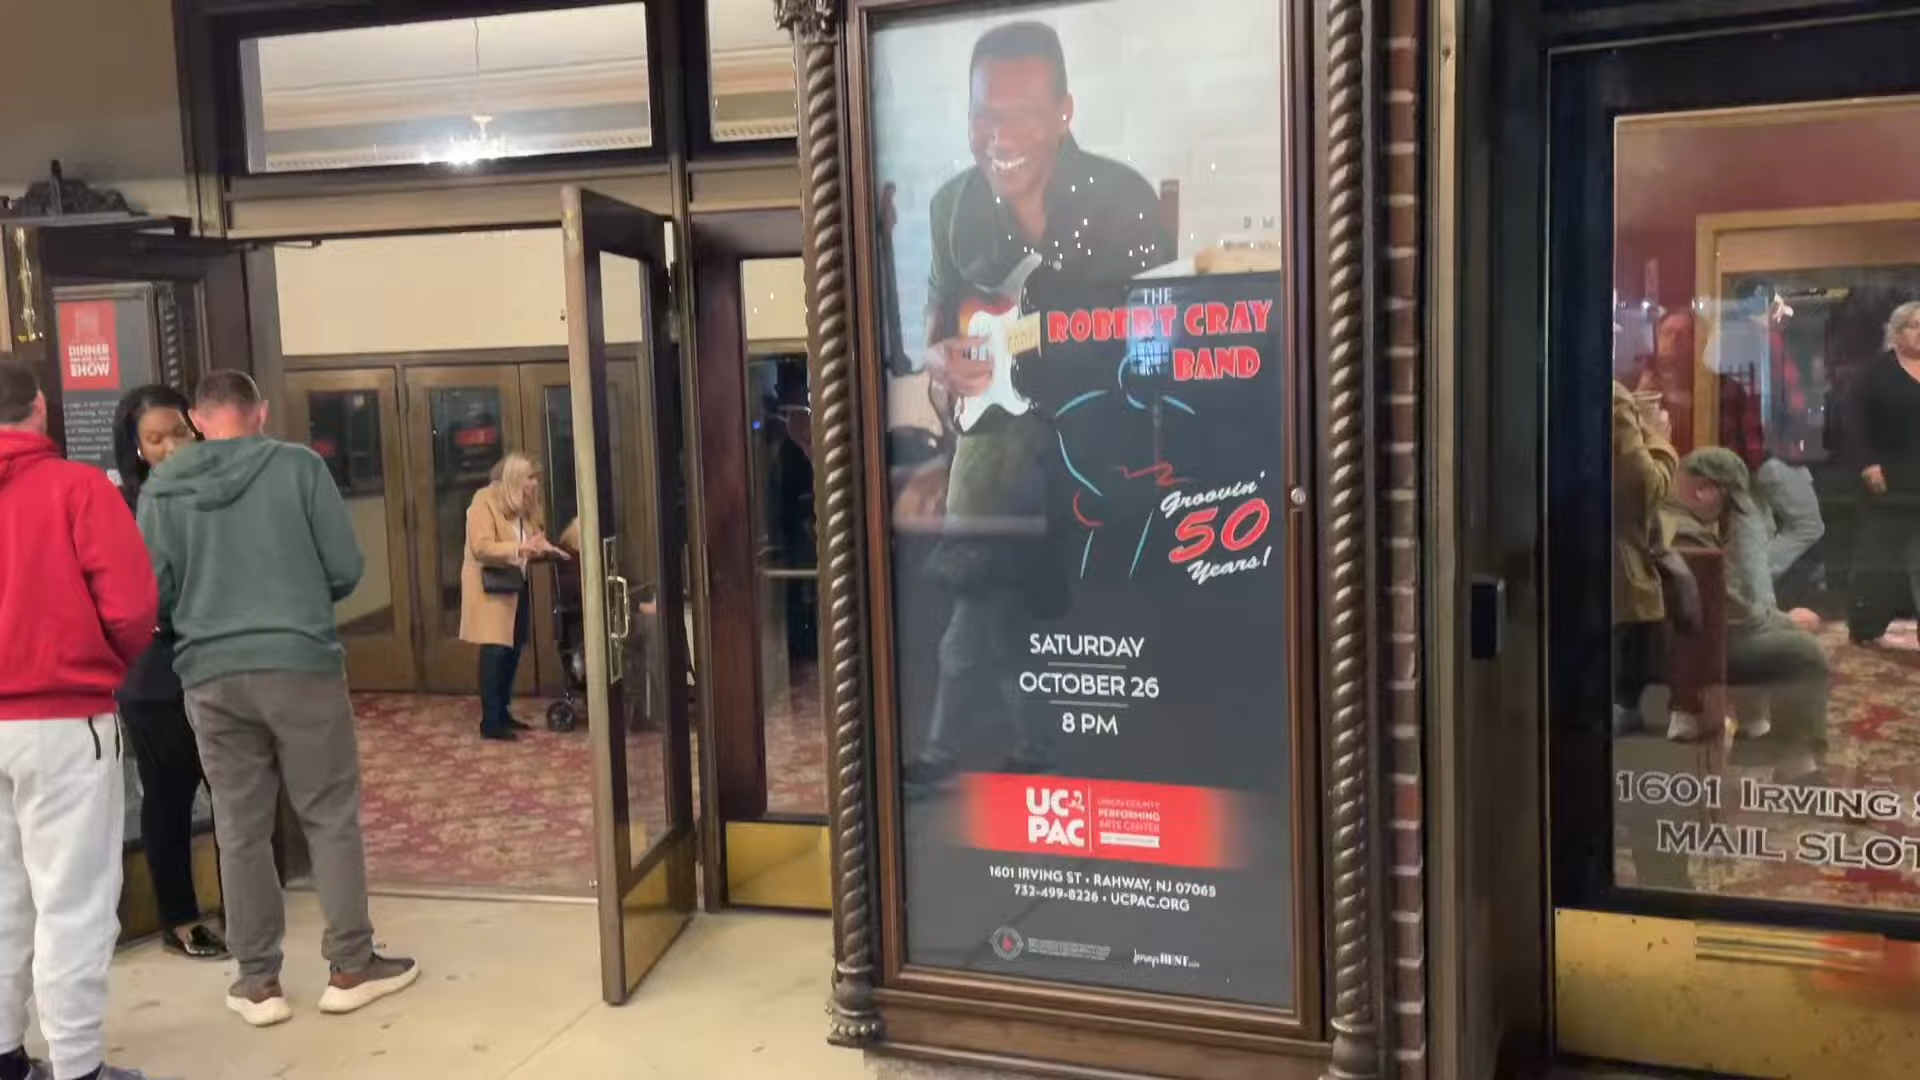 DINNER
SHOW
THE
ROBERT CRAY
BAND
Groovin'
50
Years!
SATURDAY
OCTOBER 26
8 PM
UC
PAC
UNION COUNTY
PERFORMING
ARTS CENTER
1601 IRVING ST • RAHWAY, NJ 07065
732-499-8226 • UCPAC.ORG
1601 IRVING
MAIL SLOT